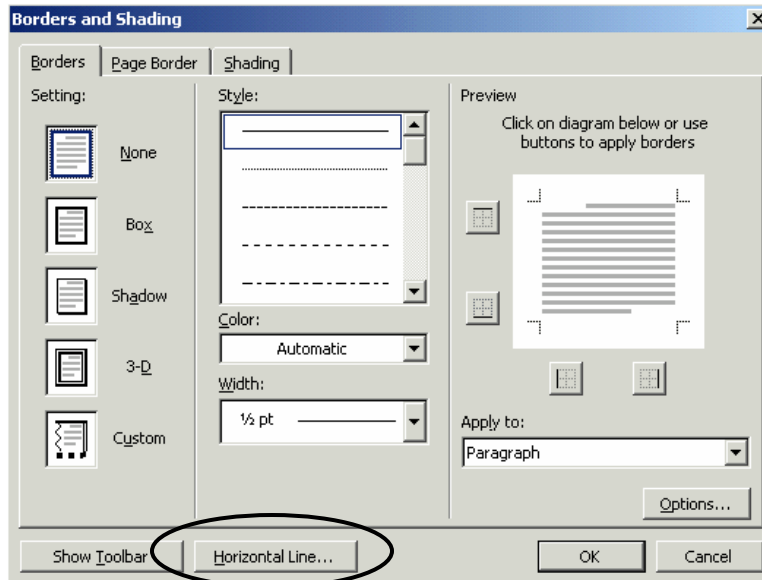 Borders and Shading
Borders
Page Border
Shading
Setting:
None
Box
Shadow
3-D
Custom
Style:
Color:
Automatic
Width:
½ pt
Preview
Click on diagram below or use
buttons to apply borders
Apply to:
Paragraph
Options...
Show Toolbar
Horizontal Line...
OK
Cancel